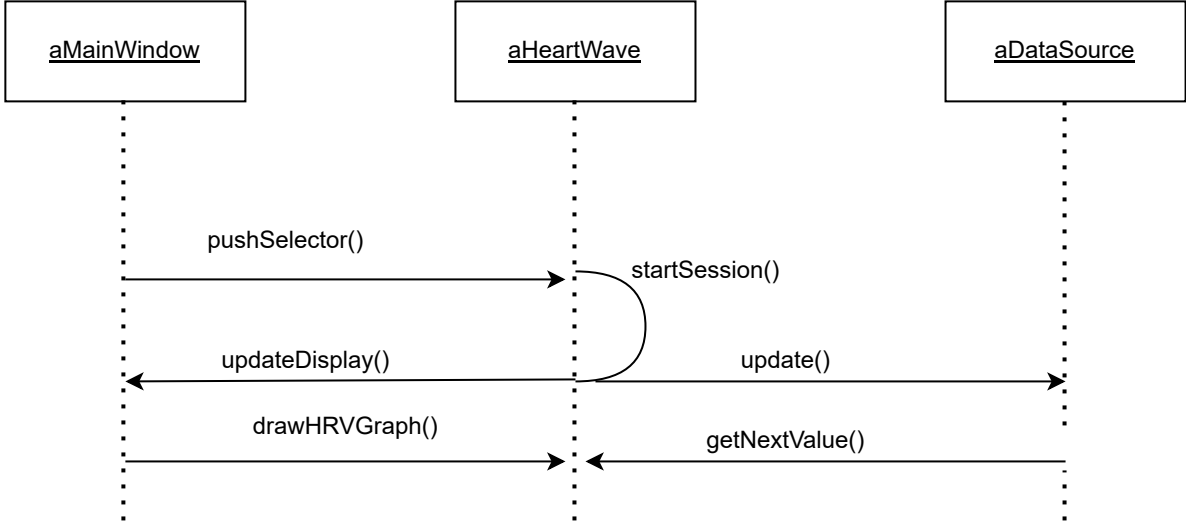 aMainWindow
aHeartWave
aDataSource
pushSelector()
startSession()
updateDisplay()
update()
drawHRVGraph()
getNextValue()